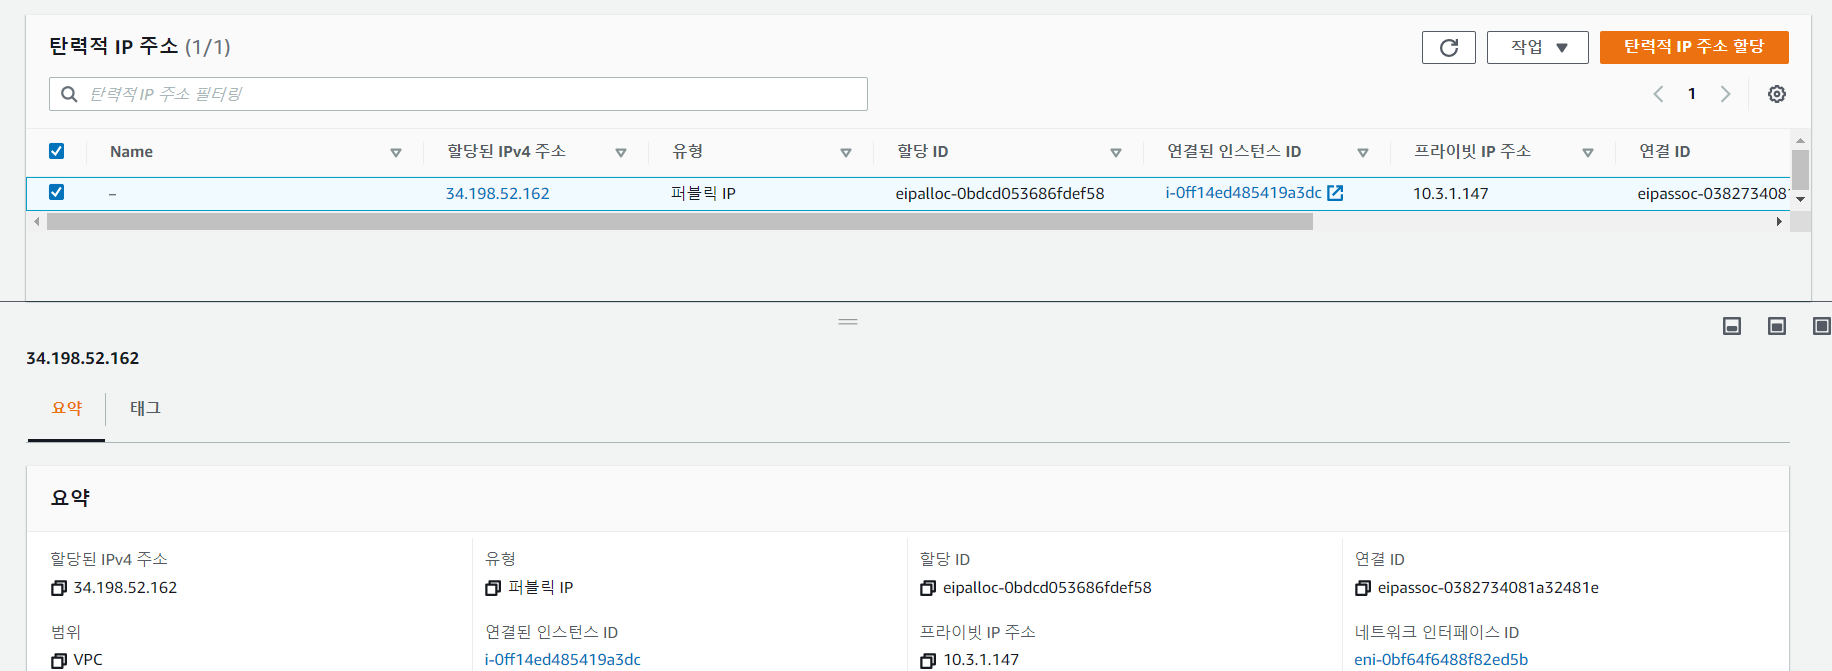 탄력적 IP 주소 (1/1)
작업
탄력적 IP 주소 할당
탄력적 IP 주소 필터링
1
Name 할당된 IPv4 주소 유형 할당 ID 연결된 인스턴스 ID 프라이빗 IP 주소 연결 ID
– 34.198.52.162 퍼블릭 IP eipalloc-0bdcd053686fdef58 i-0ff14ed485419a3dc 10.3.1.147 eipassoc-0382734081
34.198.52.162
요약 태그
요약
할당된 IPv4 주소 유형 할당 ID 연결 ID
34.198.52.162 퍼블릭 IP eipalloc-0bdcd053686fdef58 eipassoc-0382734081a32481e
범위 연결된 인스턴스 ID 프라이빗 IP 주소 네트워크 인터페이스 ID
VPC i-0ff14ed485419a3dc 10.3.1.147 eni-0bf64f6488f82ed5b